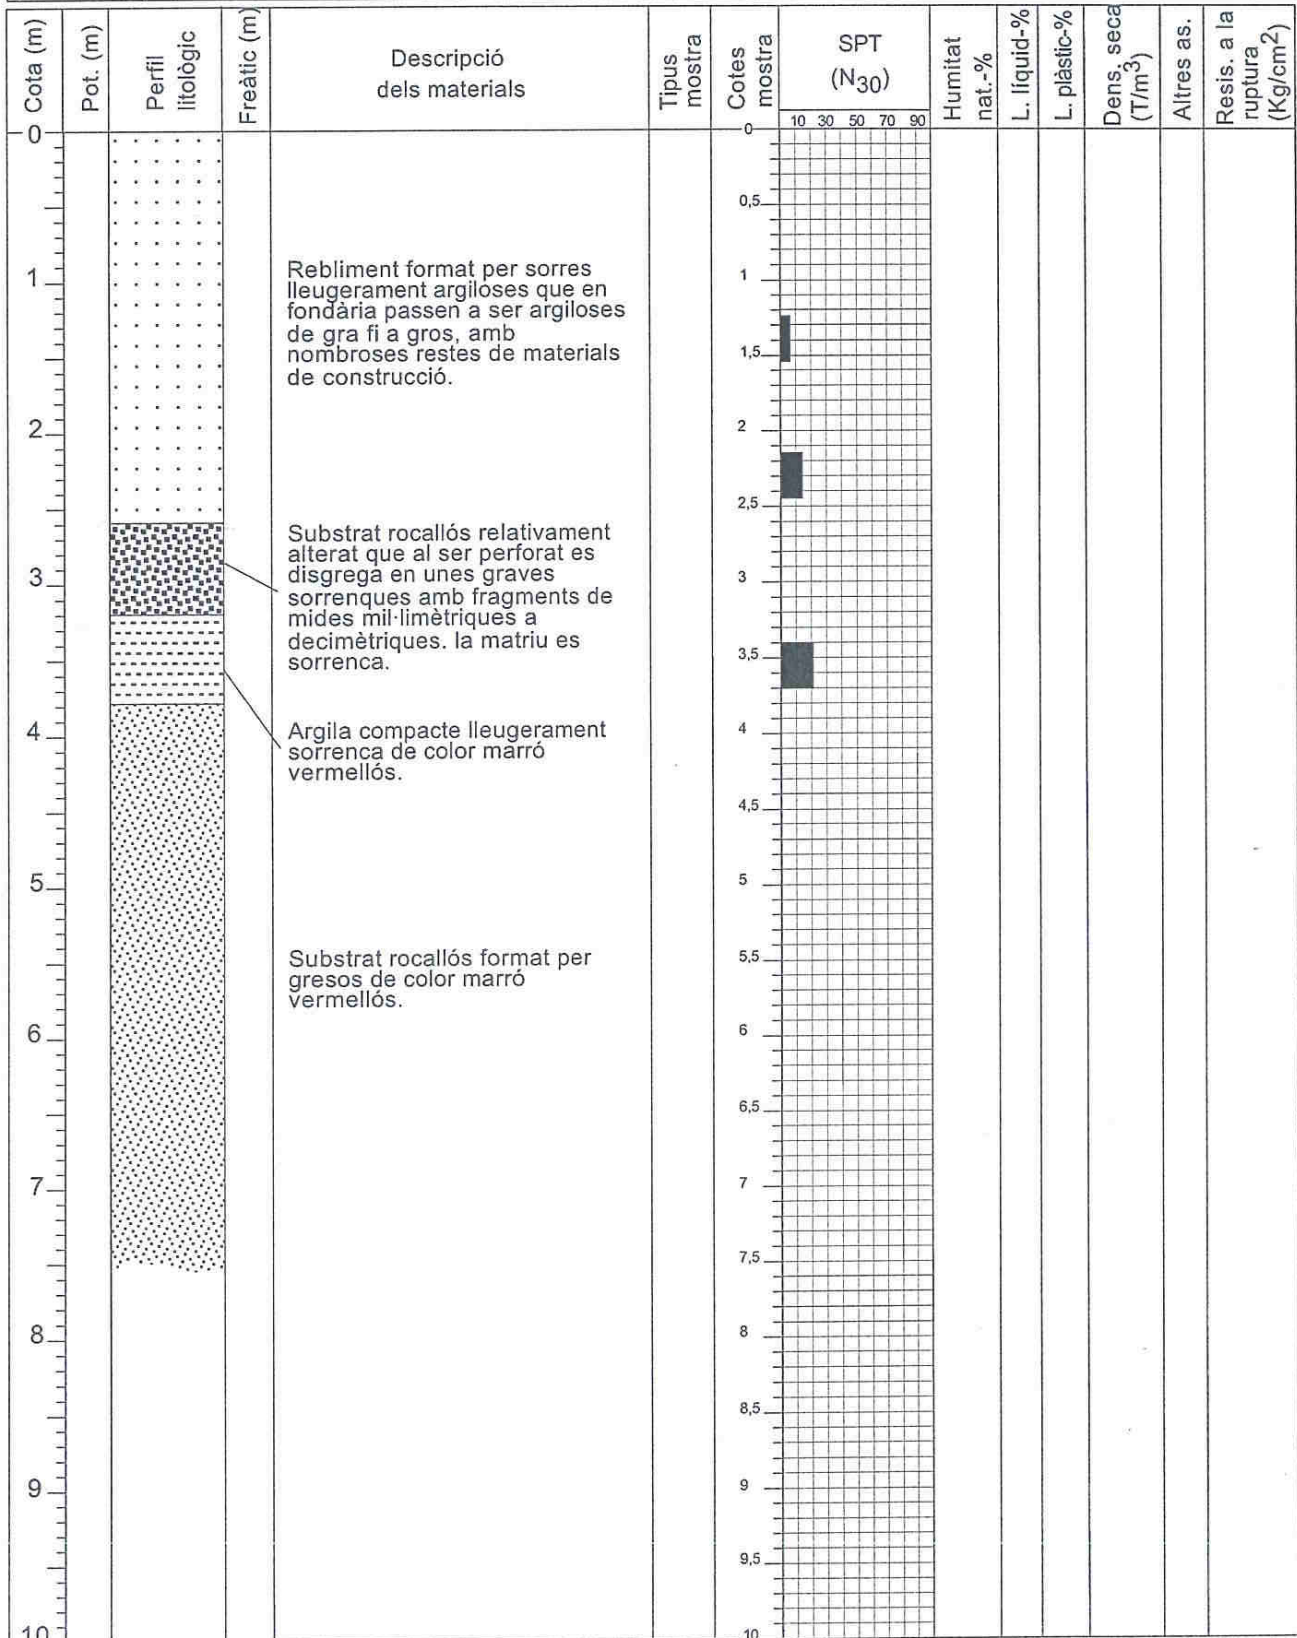 Cota (m)
Pot. (m)
Perfil
litològic
Freàtic (m)
Descripció
dels materials
Tipus
mostra
Cotes
mostra
SPT
(N30)
10 30 50 70 90
Humitat
nat.-%
L. líquid-%
L. plàstic-%
Dens. seca
(T/m3)
Altres as.
Resis. a la
ruptura
(Kg/cm2)
0
1
2
3
4
5
6
7
8
9
10
Rebliment format per sorres
lleugerament argiloses que en
fondària passen a ser argiloses
de gra fi a gros, amb
nombroses restes de materials
de construcció.
Substrat rocallós relativament
alterat que al ser perforat es
disgrega en unes graves
sorrenques amb fragments de
mides mil·limètriques a
decimètriques. la matriu es
sorrenca.
Argila compacte lleugerament
sorrenca de color marró
vermellós.
Substrat rocallós format per
gresos de color marró
vermellós.
0
0,5
1
1,5
2
2,5
3
3,5
4
4,5
5
5,5
6
6,5
7
7,5
8
8,5
9
9,5
10